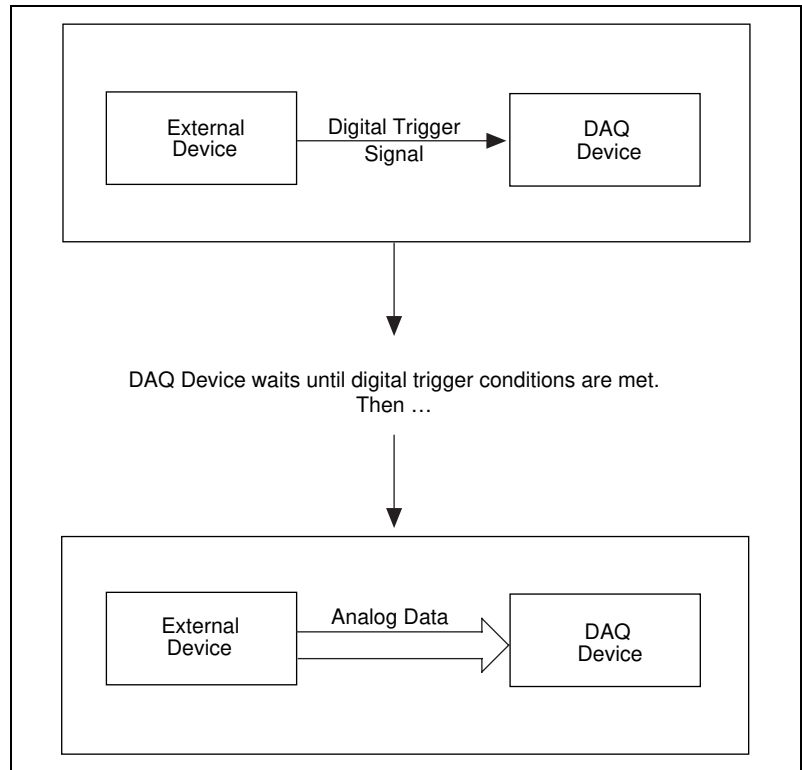 External
Device
Digital Trigger
Signal
DAQ
Device
DAQ Device waits until digital trigger conditions are met.
Then …
External
Device
Analog Data
DAQ
Device